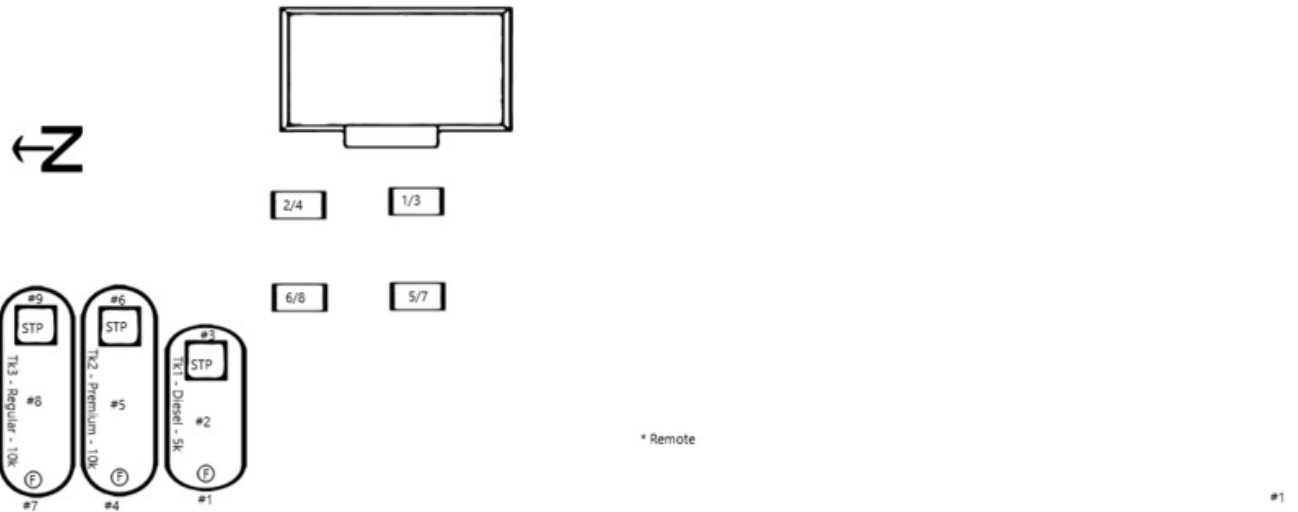 N
2/4
1/3
6/8
5/7
#9
STP
Tk3 - Regular - 10k
#8
F
#7
#6
STP
Tk2 - Premium - 10k
#5
F
#4
#3
STP
Tk1 - Diesel - 5k
#2
F
#1
* Remote
#1